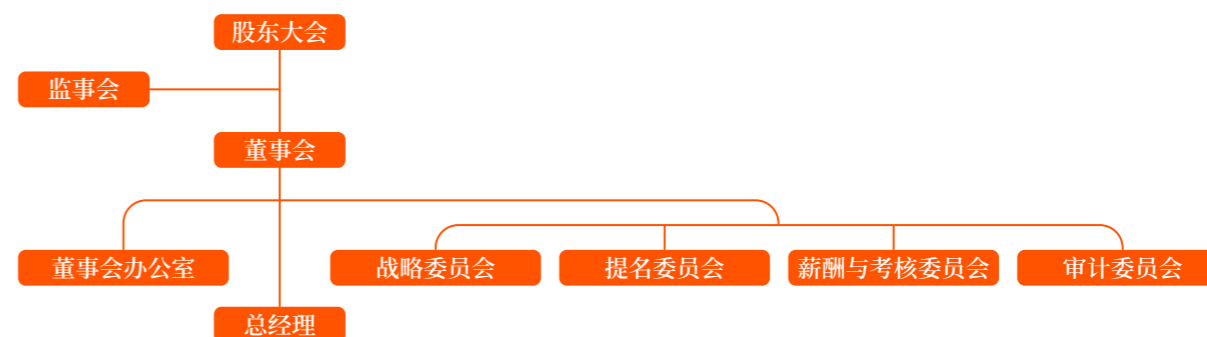 股东大会
监事会
董事会
董事会办公室
战略委员会
提名委员会
薪酬与考核委员会
审计委员会
总经理